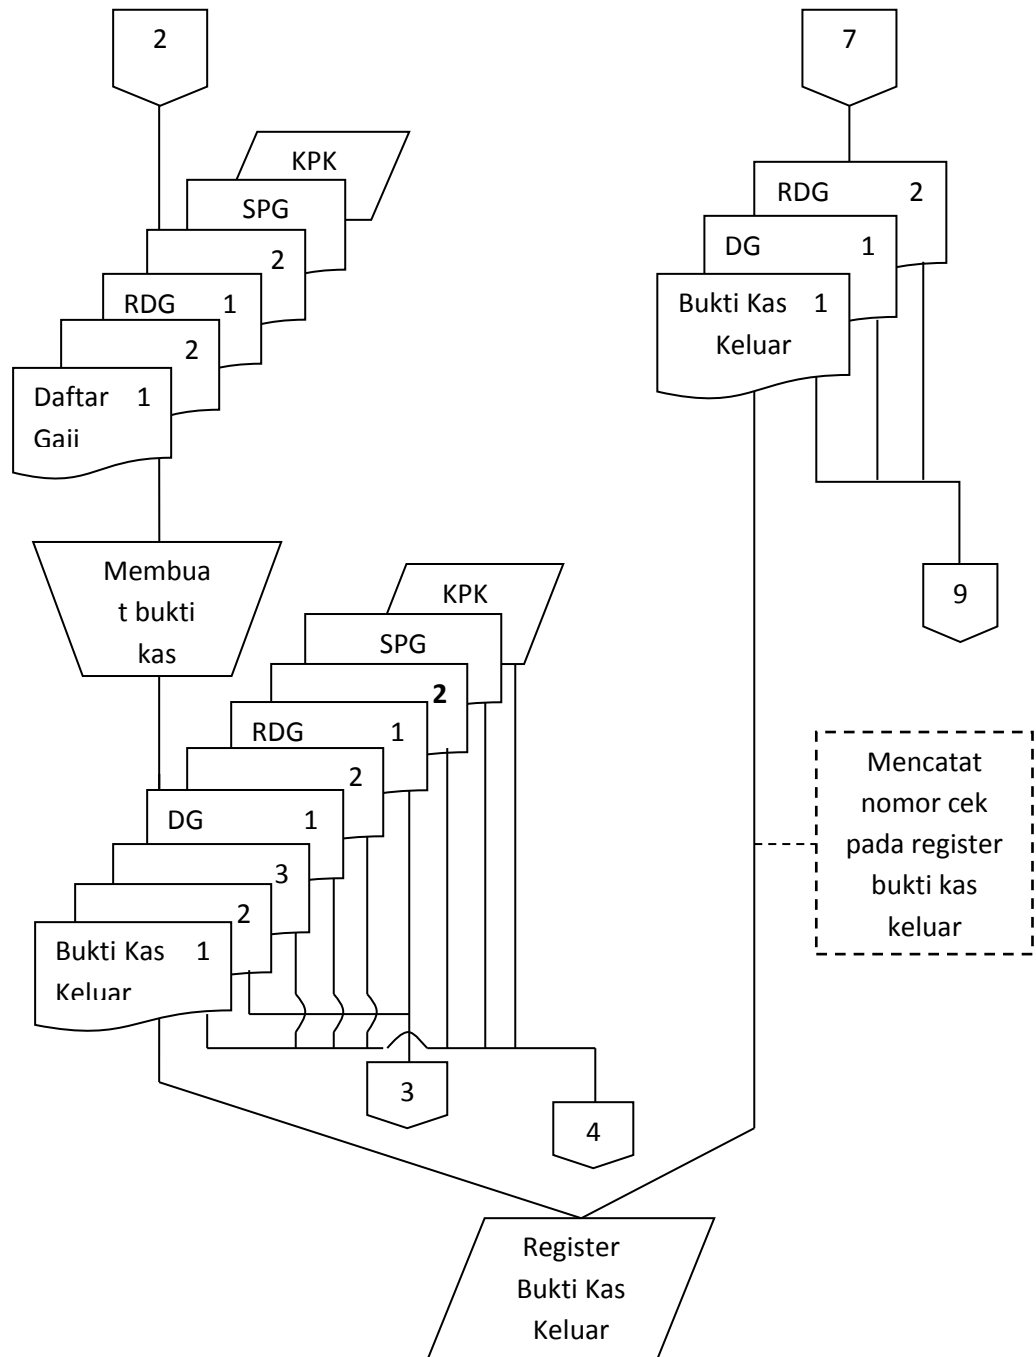 2
KPK
SPG
2
RDG 1
2
Daftar 1
Gaji
Membua
t bukti
kas
KPK
SPG
2
RDG 1
2
DG 1
3
2
Bukti Kas 1
Keluar
3
4
7
RDG 2
DG 1
Bukti Kas 1
Keluar
9
Mencatat
nomor cek
pada register
bukti kas
keluar
Register
Bukti Kas
Keluar